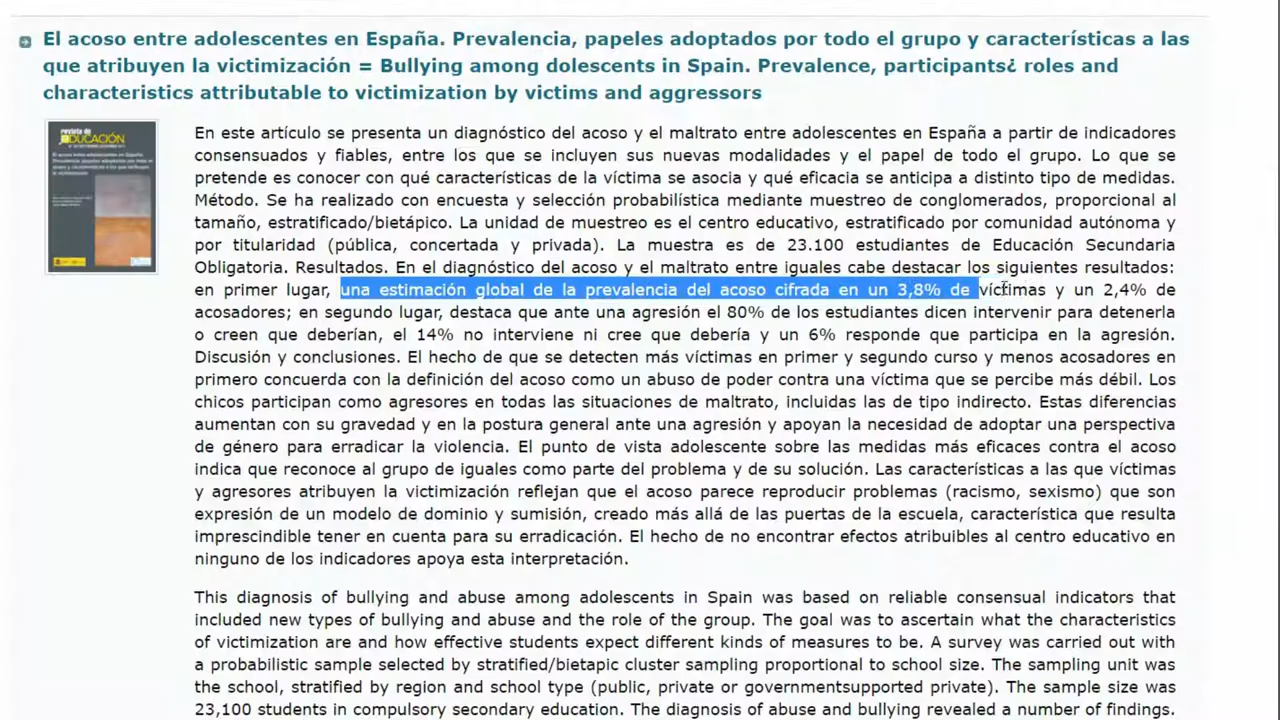 El acoso entre adolescentes en España. Prevalencia, papeles adoptados por todo el grupo y características a las
que atribuyen la victimización = Bullying among dolescents in Spain. Prevalence, participants¿ roles and
characteristics attributable to victimization by victims and aggressors
revista de
EDUCACIÓN
En este artículo se presenta un diagnóstico del acoso y el maltrato entre adolescentes en España a partir de indicadores
consensuados y fiables, entre los que se incluyen sus nuevas y el papel de todo el grupo. Lo que se
pretende es conocer con qué características de la víctima se asocia y qué eficacia se anticipa a distinto tipo de medidas.
Método. Se ha realizado con encuesta y selección probabilística mediante muestreo de conglomerados, proporcional al
tamaño, estratificado/bietápico. La unidad de muestreo es el centro educativo, estratificado por comunidad autónoma y
por titularidad (pública, concertada y privada). La muestra es de 23.100 estudiantes de Educación Secundaria
Obligatoria. Resultados. En el diagnóstico del acoso y el maltrato entre iguales cabe destacar los siguientes resultados:
en primer lugar, una estimación global de la prevalencia del acoso cifrada en un 3,8% de víctimas y un 2,4% de
acosadores; en segundo lugar, destaca que ante una agresión el 80% de los estudiantes dicen intervenir para detenerla
o creen que deberían, el 14% no interviene ni cree que debería y un 6% responde que participa en la agresión.
Discusión y conclusiones. El hecho de que se detecten más víctimas en primer y segundo curso y menos acosadores en
primero concuerda con la definición del acoso como un abuso de poder contra una víctima que se percibe más débil. Los
chicos participan como agresores en todas las situaciones de maltrato, incluidas las de tipo indirecto. Estas diferencias
aumentan con su gravedad y en la postura general ante una agresión y apoyan la necesidad de adoptar una perspectiva
de género para erradicar la violencia. El punto de vista adolescente sobre las medidas más eficaces contra el acoso
indica que reconoce al grupo de iguales como parte del problema y de su solución. Las características a las que víctimas
y agresores atribuyen la victimización reflejan que el acoso parece reproducir problemas (racismo, sexismo) que son
expresión de un modelo de dominio y sumisión, creado más allá de las puertas de la escuela, característica que resulta
imprescindible tener en cuenta para su erradicación. El hecho de no encontrar efectos atribuibles al centro educativo en
ninguno de los indicadores apoya esta interpretación.
This diagnosis of bullying and abuse among adolescents in Spain was based on reliable consensual indicators that
included new types of bullying and abuse and the role of the group. The goal was to ascertain what the characteristics
of victimization are and how effective students expect different kinds of measures to be. A survey was carried out with
a probabilistic sample selected by stratified/bietapic cluster sampling proportional to school size. The sampling unit was
the school, stratified by region and school type (public, private or governmentsupported private). The sample size was
23,100 students in compulsory secondary education. The diagnosis of abuse and bullying revealed a number of findings.